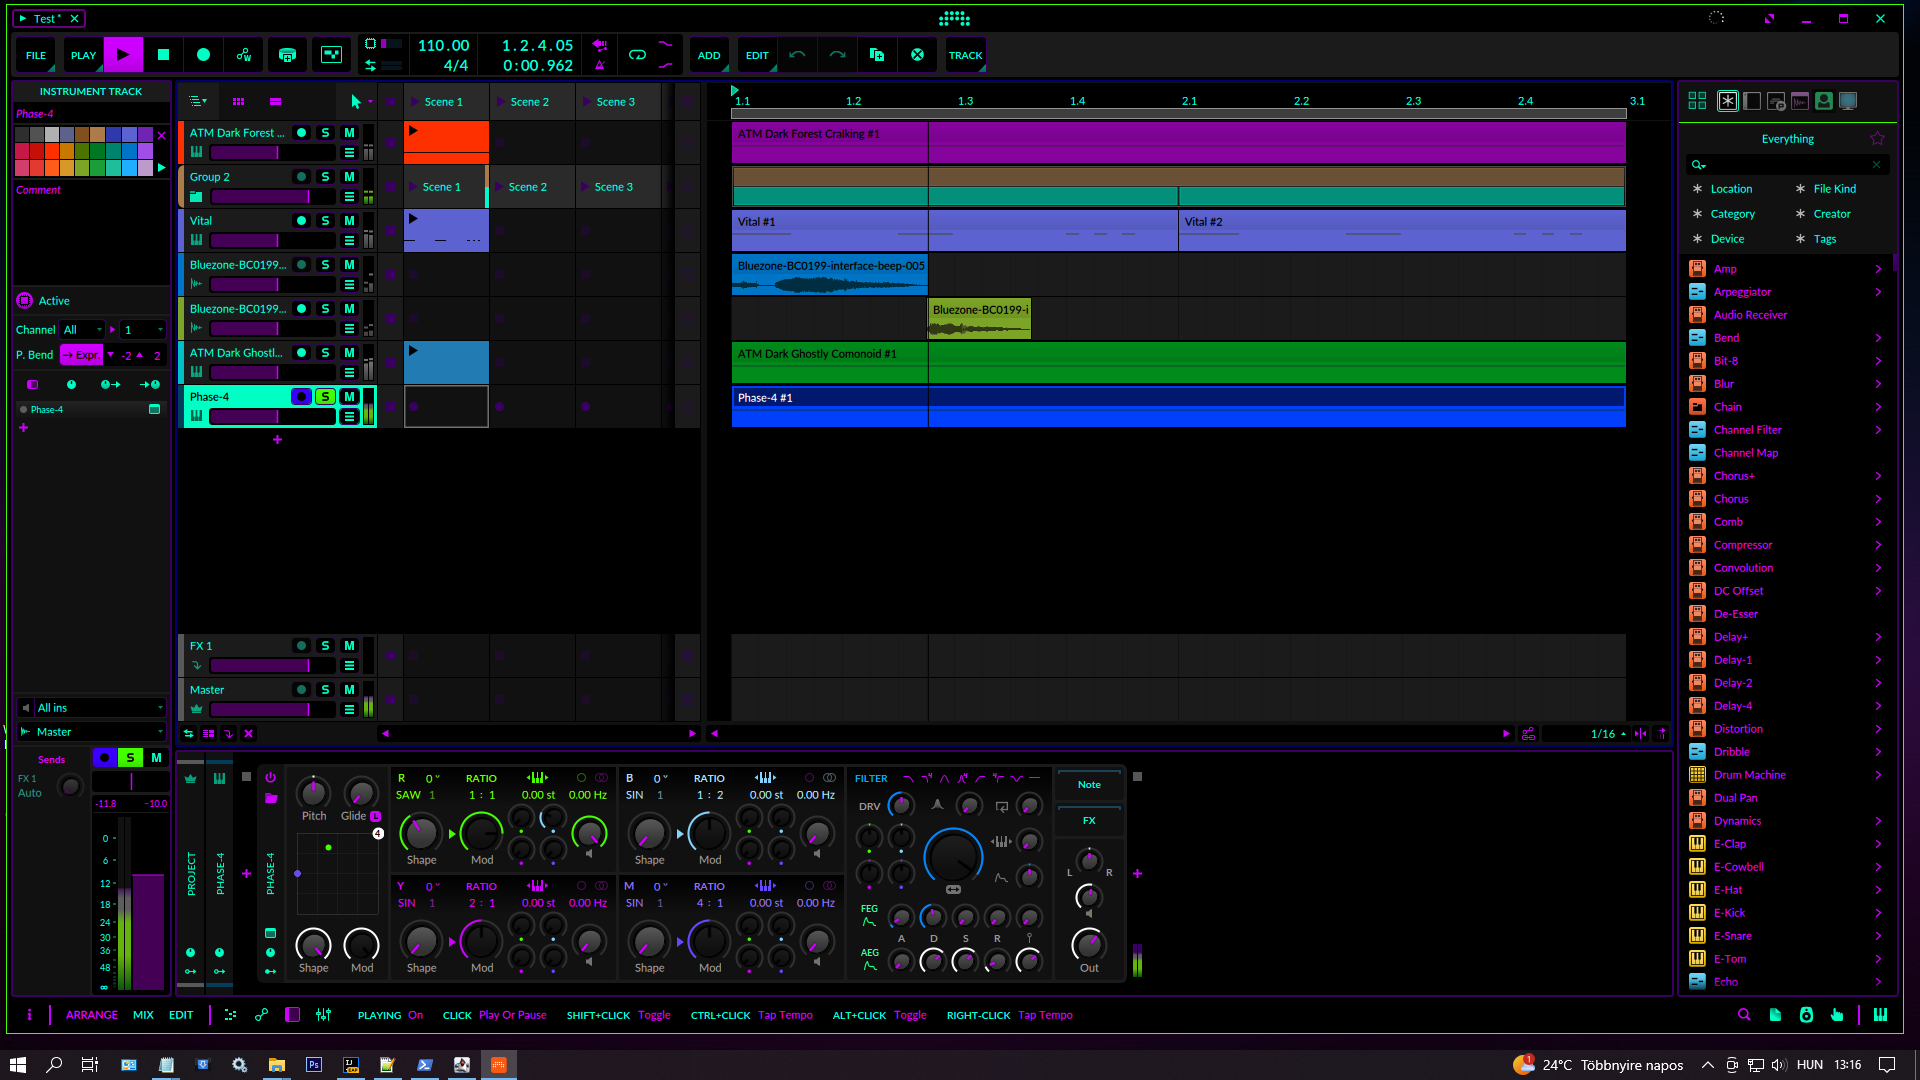 Test *
FILE
PLAY
110.00
4/4
1.2.4.05
0:00.962
ADD
EDIT
TRACK
INSTRUMENT TRACK
Phase-4
Comment
Active
Channel All 1
P. Bend Expr. -2 2
Phase-4
All ins
Master
Sends
FX 1
Auto
S M
-11.8 -10.0
0
6
12
18
24
30
36
48
∞
Scene 1 Scene 2 Scene 3
ATM Dark Forest ... S M
Group 2 S M
Scene 1 Scene 2 Scene 3
Vital S M
Bluezone-BC0199... S M
Bluezone-BC0199... S M
ATM Dark Ghostl... S M
Phase-4 S M
FX 1 S M
Master S M
1.1 1.2 1.3 1.4 2.1 2.2 2.3 2.4 3.1
ATM Dark Forest Cralking #1
Vital #1 Vital #2
Bluezone-BC0199-interface-beep-005
Bluezone-BC0199-i
ATM Dark Ghostly Comonoid #1
Phase-4 #1
1/16
Everything
Location File Kind
Category Creator
Device Tags
Amp
Arpeggiator
Audio Receiver
Bend
Bit-8
Blur
Chain
Channel Filter
Channel Map
Chorus+
Chorus
Comb
Compressor
Convolution
DC Offset
De-Esser
Delay+
Delay-1
Delay-2
Delay-4
Distortion
Dribble
Drum Machine
Dual Pan
Dynamics
E-Clap
E-Cowbell
E-Hat
E-Kick
E-Snare
E-Tom
Echo
PROJECT
PHASE-4
PHASE-4
Pitch Glide L
4
Shape Mod
R 0 RATIO
SAW 1 1 : 1 0.00 st 0.00 Hz
Shape Mod
B 0 RATIO
SIN 1 1 : 2 0.00 st 0.00 Hz
Shape Mod
Y 0 RATIO
SIN 1 2 : 1 0.00 st 0.00 Hz
Shape Mod
M 0 RATIO
SIN 1 4 : 1 0.00 st 0.00 Hz
Shape Mod
FILTER
DRV
FEG
A D S R
AEG
Note
FX
L R
Out
ARRANGE MIX EDIT
PLAYING On CLICK Play Or Pause SHIFT+CLICK Toggle CTRL+CLICK Tap Tempo ALT+CLICK Toggle RIGHT-CLICK Tap Tempo
Ps
1 24°C Többnyire napos HUN 13:16